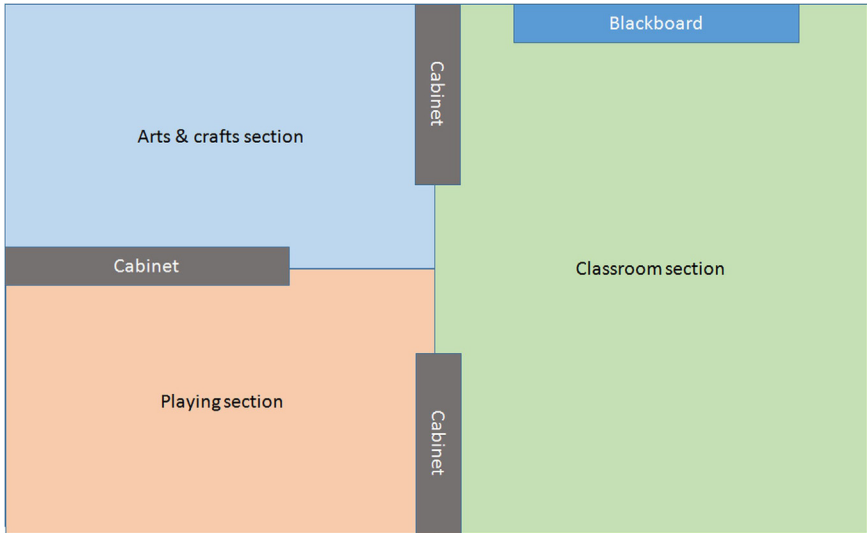 Blackboard
Cabinet
Arts & crafts section
Cabinet
Classroom section
Playing section
Cabinet